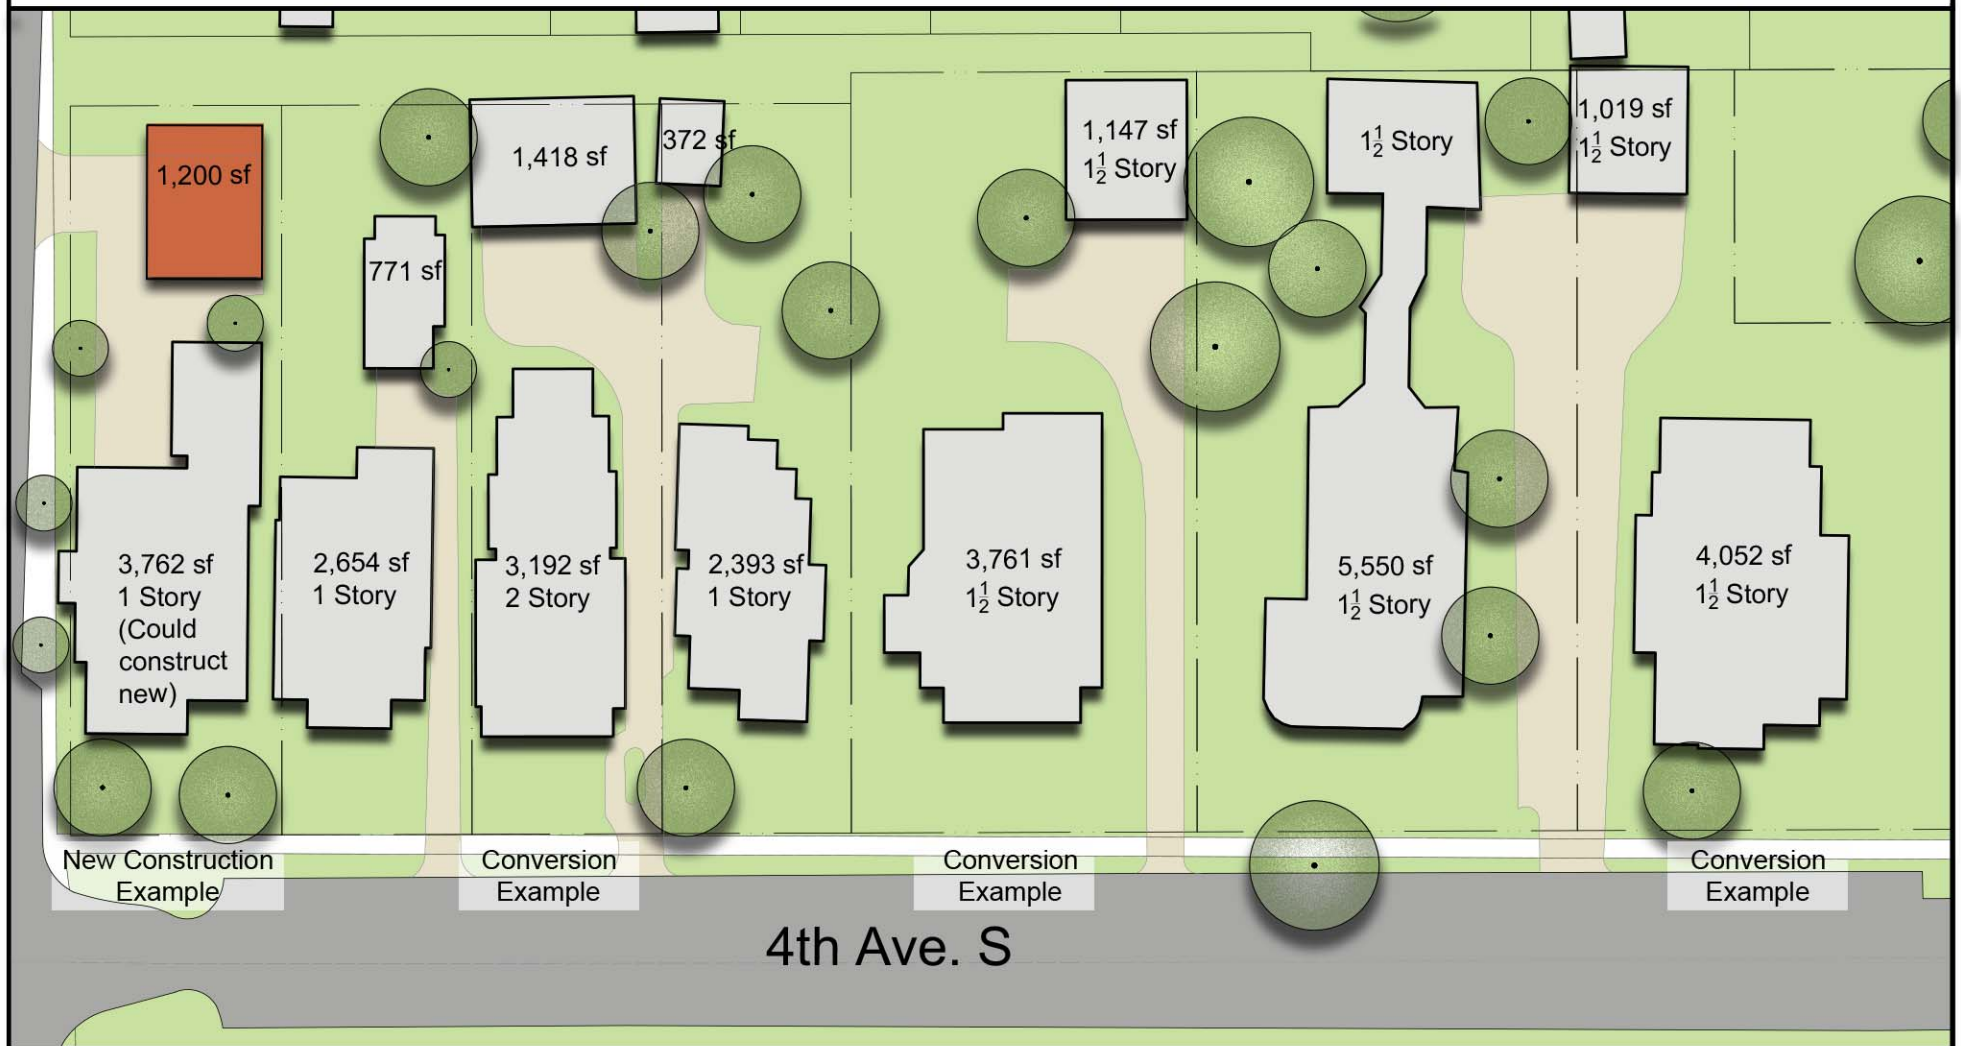 1,200 sf
1,418 sf
372 sf
1,147 sf
1½ Story
1½ Story
1,019 sf
1½ Story
771 sf
3,762 sf
1 Story
(Could
construct
new)
2,654 sf
1 Story
3,192 sf
2 Story
2,393 sf
1 Story
3,761 sf
1½ Story
5,550 sf
1½ Story
4,052 sf
1½ Story
New Construction
Example
Conversion
Example
Conversion
Example
Conversion
Example
4th Ave. S